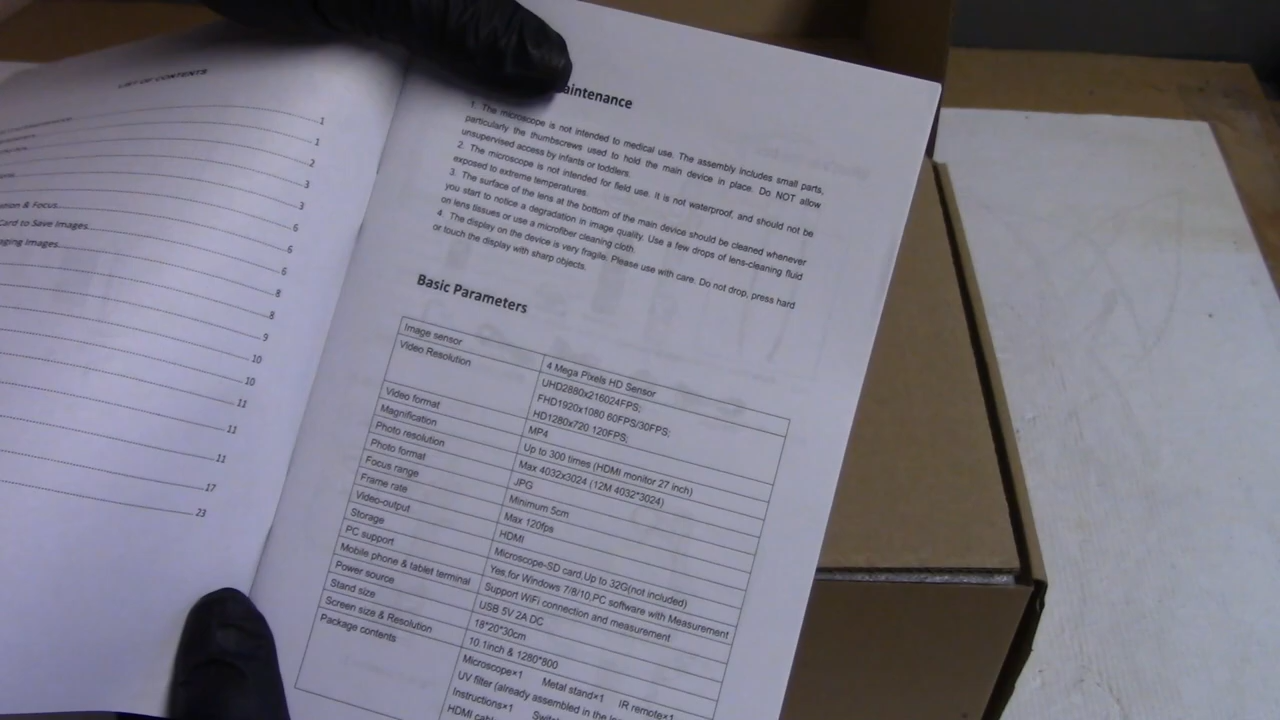 LIST OF CONTENTS
1
1
2
3
3
ation & Focus 6
Card to Save Images 6
aging Images 8
8
9
10
10
11
11
11
17
23
aintenance
1. The microscope is not intended to medical use. The assembly includes small parts,
particularly the thumbscrews used to hold the main device in place. Do NOT allow
unsupervised access by infants or toddlers.
2. The microscope is not intended for field use. It is not waterproof, and should not be
exposed to extreme temperatures.
3. The surface of the lens at the bottom of the main device should be cleaned whenever
you start to notice a degradation in image quality. Use a few drops of lens-cleaning fluid
on lens tissues or use a microfiber cleaning cloth.
4. The display on the device is very fragile. Please use with care. Do not drop, press hard
or touch the display with sharp objects.
Basic Parameters
Image sensor 4 Mega Pixels HD Sensor
Video Resolution UHD2880x216024FPS;
FHD1920x1080 60FPS/30FPS;
HD1280x720 120FPS;
Video format MP4
Magnification Up to 300 times (HDMI monitor 27 inch)
Photo resolution Max 4032x3024 (12M 4032*3024)
Photo format JPG
Focus range Minimum 5cm
Frame rate Max 120fps
Video-output HDMI
Storage Microscope-SD card,Up to 32G(not included)
PC support Yes,for Windows 7/8/10,PC software with Measurement
Mobile phone & tablet terminal Support WiFi connection and measurement
Power source USB 5V 2A DC
Stand size 18*20*30cm
Screen size & Resolution 10.1inch & 1280*800
Package contents Microscope×1 Metal stand×1 IR remote×1
UV filter (already assembled in the
Instructions×1
HDMI